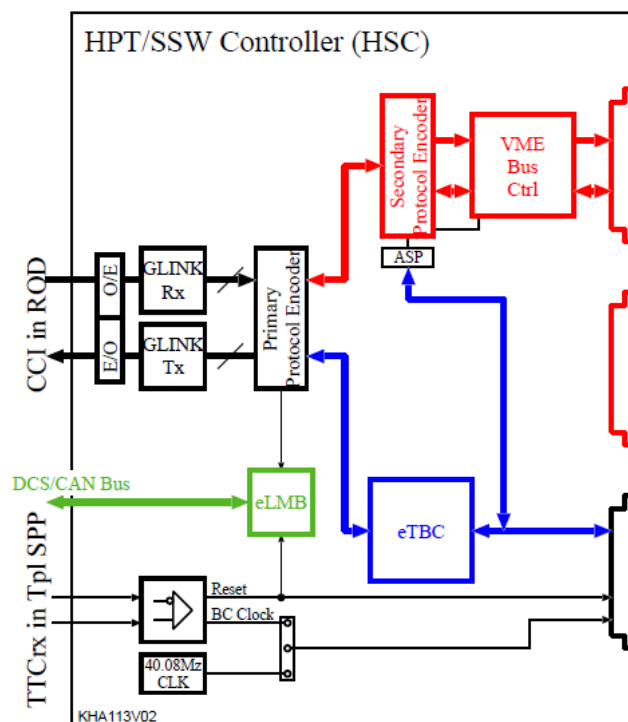 HPT/SSW Controller (HSC)
Secondary
Protocol Encoder
VME
Bus
Ctrl
ASP
CCI in ROD
O/E
E/O
GLINK
Rx
GLINK
Tx
Primary
Protocol Encoder
DCS/CAN Bus
eLMB
eTBC
TTCrx in Tpl SPP
Reset
BC Clock
40.08Mz
CLK
KHA113V02